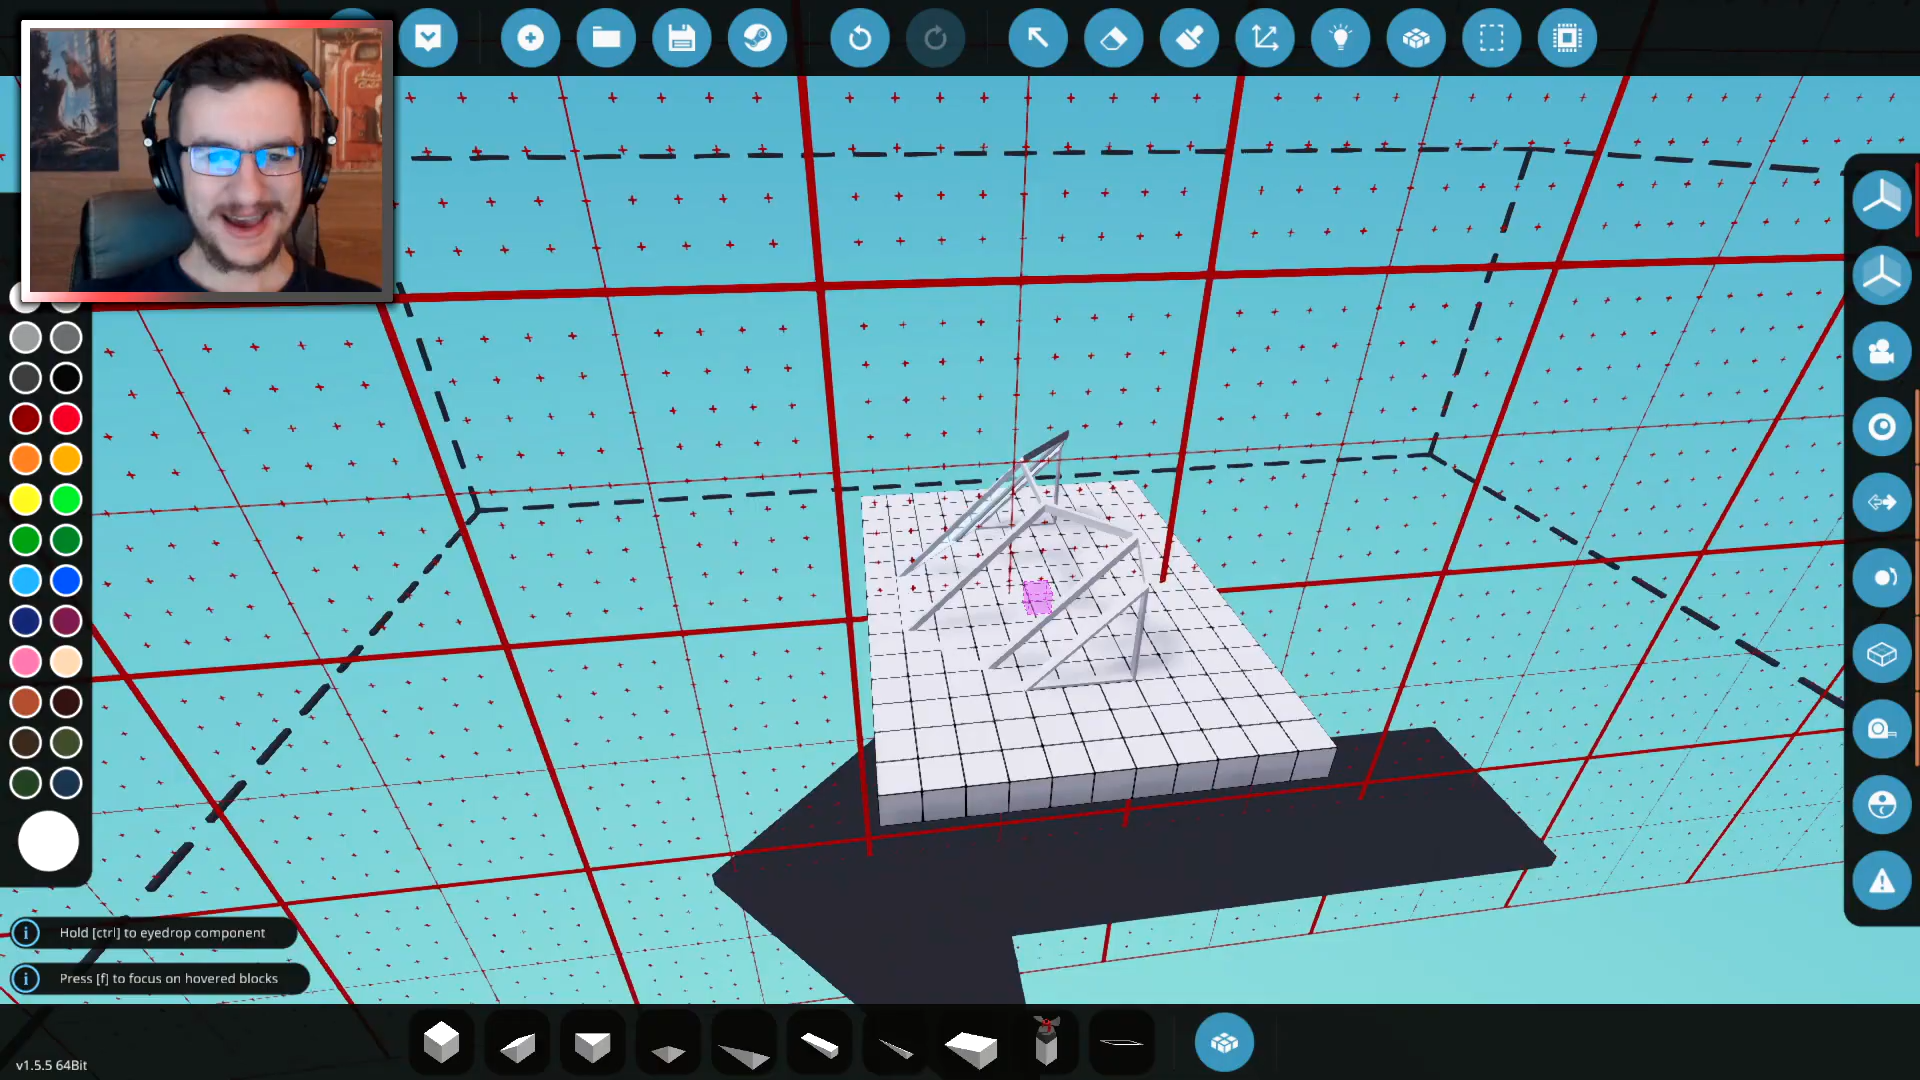 Hold [ctrl] to eyedrop component
Press [f] to focus on hovered blocks
v1.5.5 64Bit